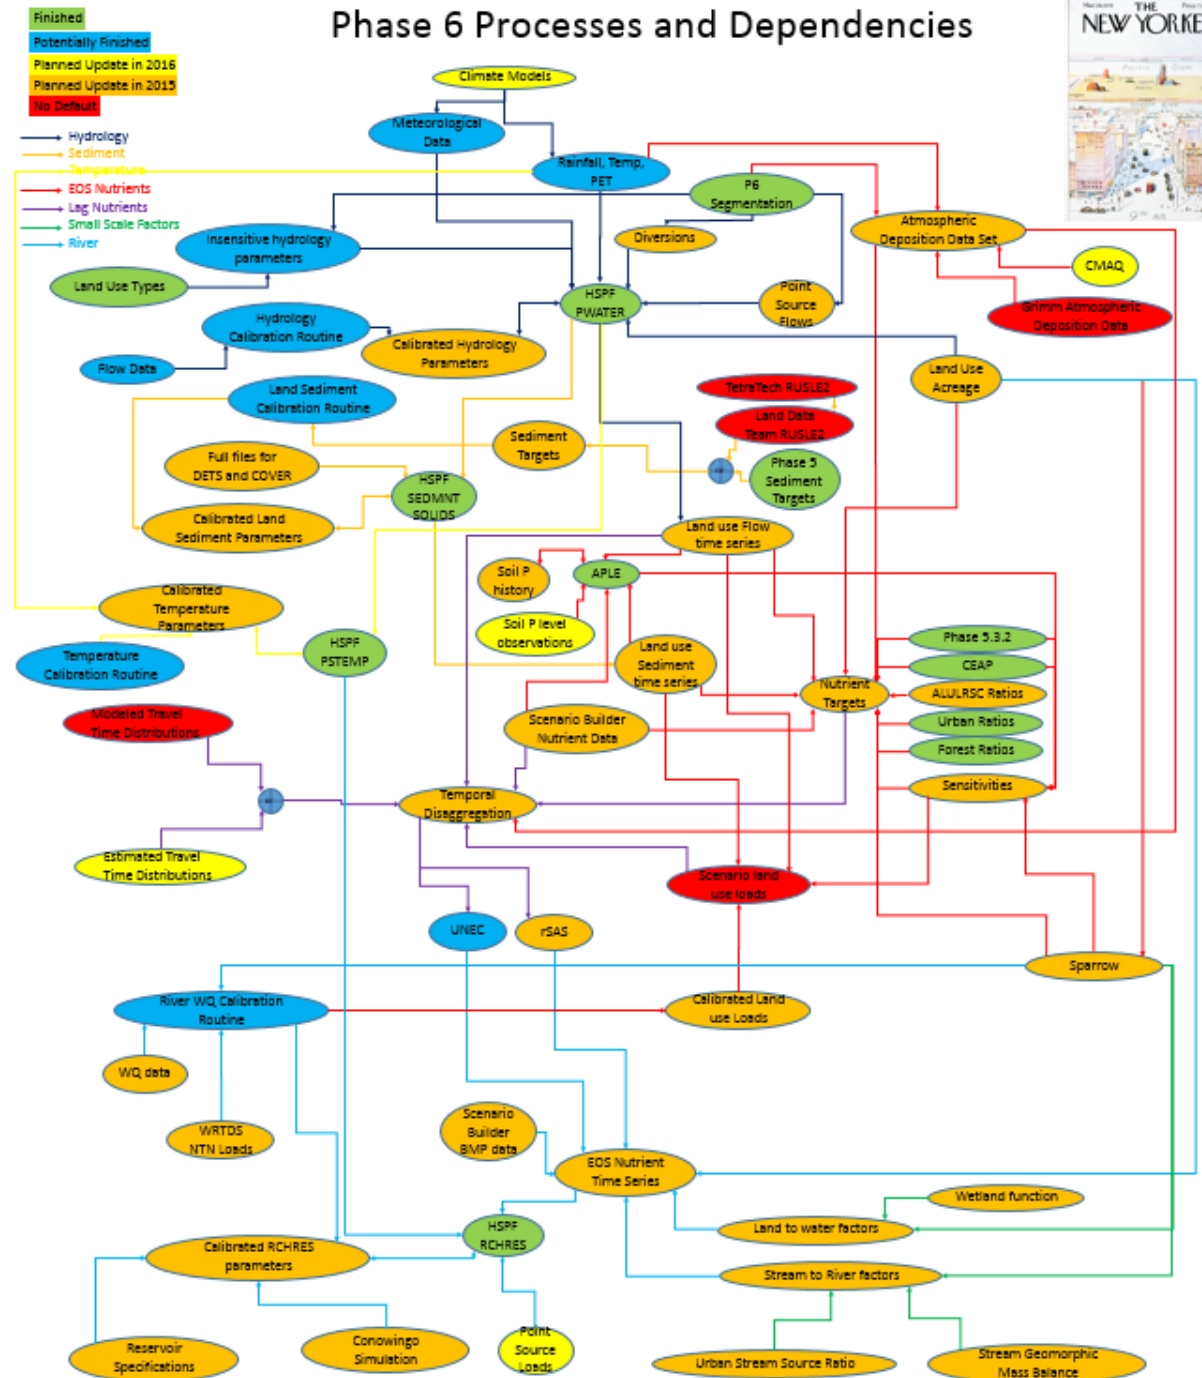 Phase 6 Processes and Dependencies
Finished
Potentially Finished
Planned Update in 2016
Planned Update in 2015
No Default
Hydrology
Sediment
Temperature
EOS Nutrients
Lag Nutrients
Small Scale Factors
River
THE
NEW YORKE
Climate Models
Meteorological
Data
Rainfall, Temp,
PET
P6
Segmentation
Diversions
Atmospheric
Deposition Data Set
CMAQ
Insensitive hydrology
parameters
Land Use Types
HSPF
PWATER
Point
Source
Flows
Grimm Atmospheric
Deposition Data
Hydrology
Calibration Routine
Calibrated Hydrology
Parameters
Flow Data
Land Use
Acreage
Land Sediment
Calibration Routine
TetraTech RUSLE2
Land Data
Team RUSLE2
Sediment
Targets
Full files for
DETS and COVER
HSPF
SEDMNT
SOLIDS
Phase 5
Sediment
Targets
Calibrated Land
Sediment Parameters
Land use Flow
time series
Soil P
history
APLE
Soil P level
observations
Calibrated
Temperature
Parameters
HSPF
PSTEMP
Temperature
Calibration Routine
Land use
Sediment
time series
Phase 5.3.2
CEAP
Nutrient
Targets
ALULRSC Ratios
Urban Ratios
Forest Ratios
Sensitivities
Modeled Travel
Time Distributions
Scenario Builder
Nutrient Data
Temporal
Disaggregation
Estimated Travel
Time Distributions
Scenario land
use loads
UNEC
rSAS
Sparrow
River WQ Calibration
Routine
Calibrated Land
use Loads
WQ data
WRTDS
NTN Loads
Scenario
Builder
BMP data
EOS Nutrient
Time Series
Wetland function
Land to water factors
HSPF
RCHRES
Calibrated RCHRES
parameters
Stream to River factors
Reservoir
Specifications
Conowingo
Simulation
Point
Source
Loads
Urban Stream Source Ratio
Stream Geomorphic
Mass Balance